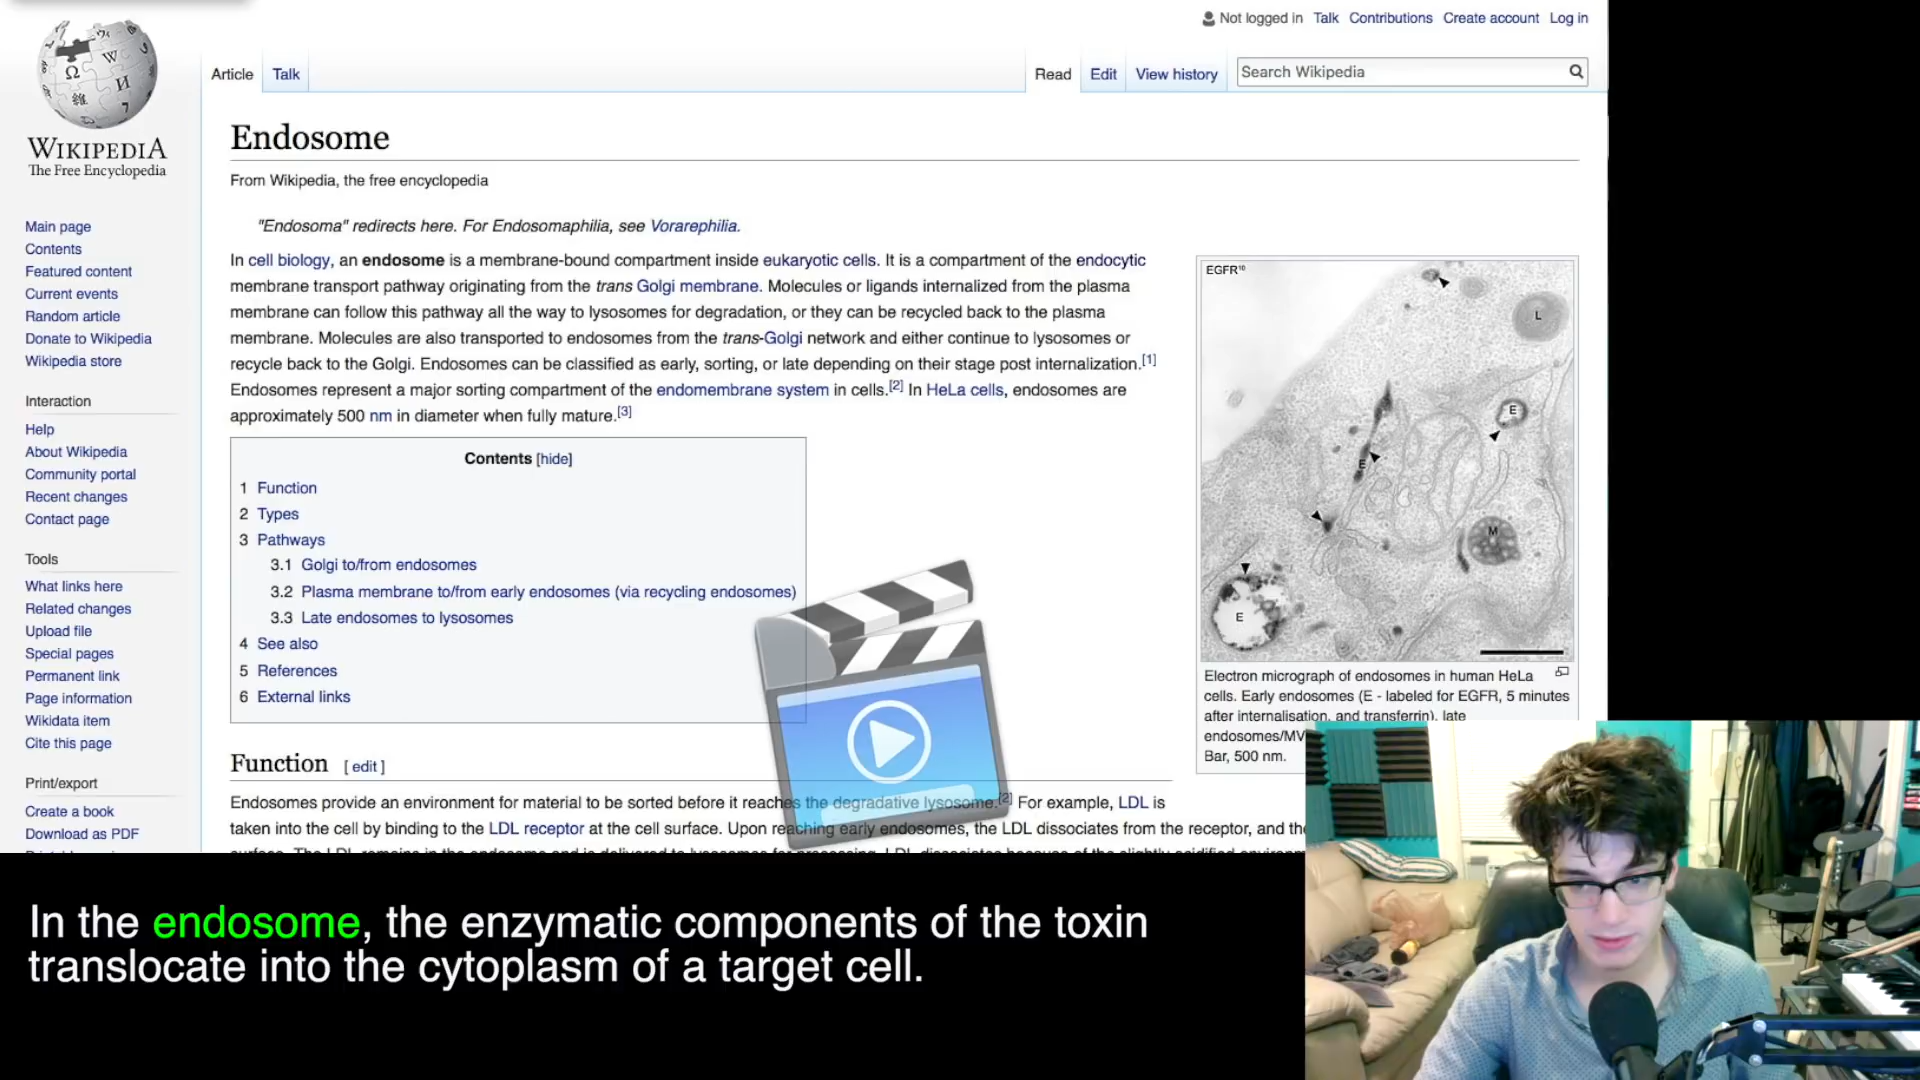 Not logged in Talk Contributions Create account Log in
Article Talk Read Edit View history Search Wikipedia
WIKIPEDIA
The Free Encyclopedia
Main page
Contents
Featured content
Current events
Random article
Donate to Wikipedia
Wikipedia store
Interaction
Help
About Wikipedia
Community portal
Recent changes
Contact page
Tools
What links here
Related changes
Upload file
Special pages
Permanent link
Page information
Wikidata item
Cite this page
Print/export
Create a book
Download as PDF
Endosome
From Wikipedia, the free encyclopedia
"Endosoma" redirects here. For Endosomaphilia, see Vorarephilia.
In cell biology, an endosome is a membrane-bound compartment inside eukaryotic cells. It is a compartment of the endocytic
membrane transport pathway originating from the trans Golgi membrane. Molecules or ligands internalized from the plasma
membrane can follow this pathway all the way to lysosomes for degradation, or they can be recycled back to the plasma
membrane. Molecules are also transported to endosomes from the trans-Golgi network and either continue to lysosomes or
recycle back to the Golgi. Endosomes can be classified as early, sorting, or late depending on their stage post internalization.[1]
Endosomes represent a major sorting compartment of the endomembrane system in cells.[2] In HeLa cells, endosomes are
approximately 500 nm in diameter when fully mature.[3]
Contents [hide]
1 Function
2 Types
3 Pathways
3.1 Golgi to/from endosomes
3.2 Plasma membrane to/from early endosomes (via recycling endosomes)
3.3 Late endosomes to lysosomes
4 See also
5 References
6 External links
EGFR10
L
E
E
M
E
Electron micrograph of endosomes in human HeLa
cells. Early endosomes (E - labeled for EGFR, 5 minutes
after internalisation, and transferrin), late
endosomes/MV
Bar, 500 nm.
Function [ edit ]
Endosomes provide an environment for material to be sorted before it reaches the degradative lysosome.[2] For example, LDL is
taken into the cell by binding to the LDL receptor at the cell surface. Upon reaching early endosomes, the LDL dissociates from the receptor, and the
In the endosome, the enzymatic components of the toxin
translocate into the cytoplasm of a target cell.